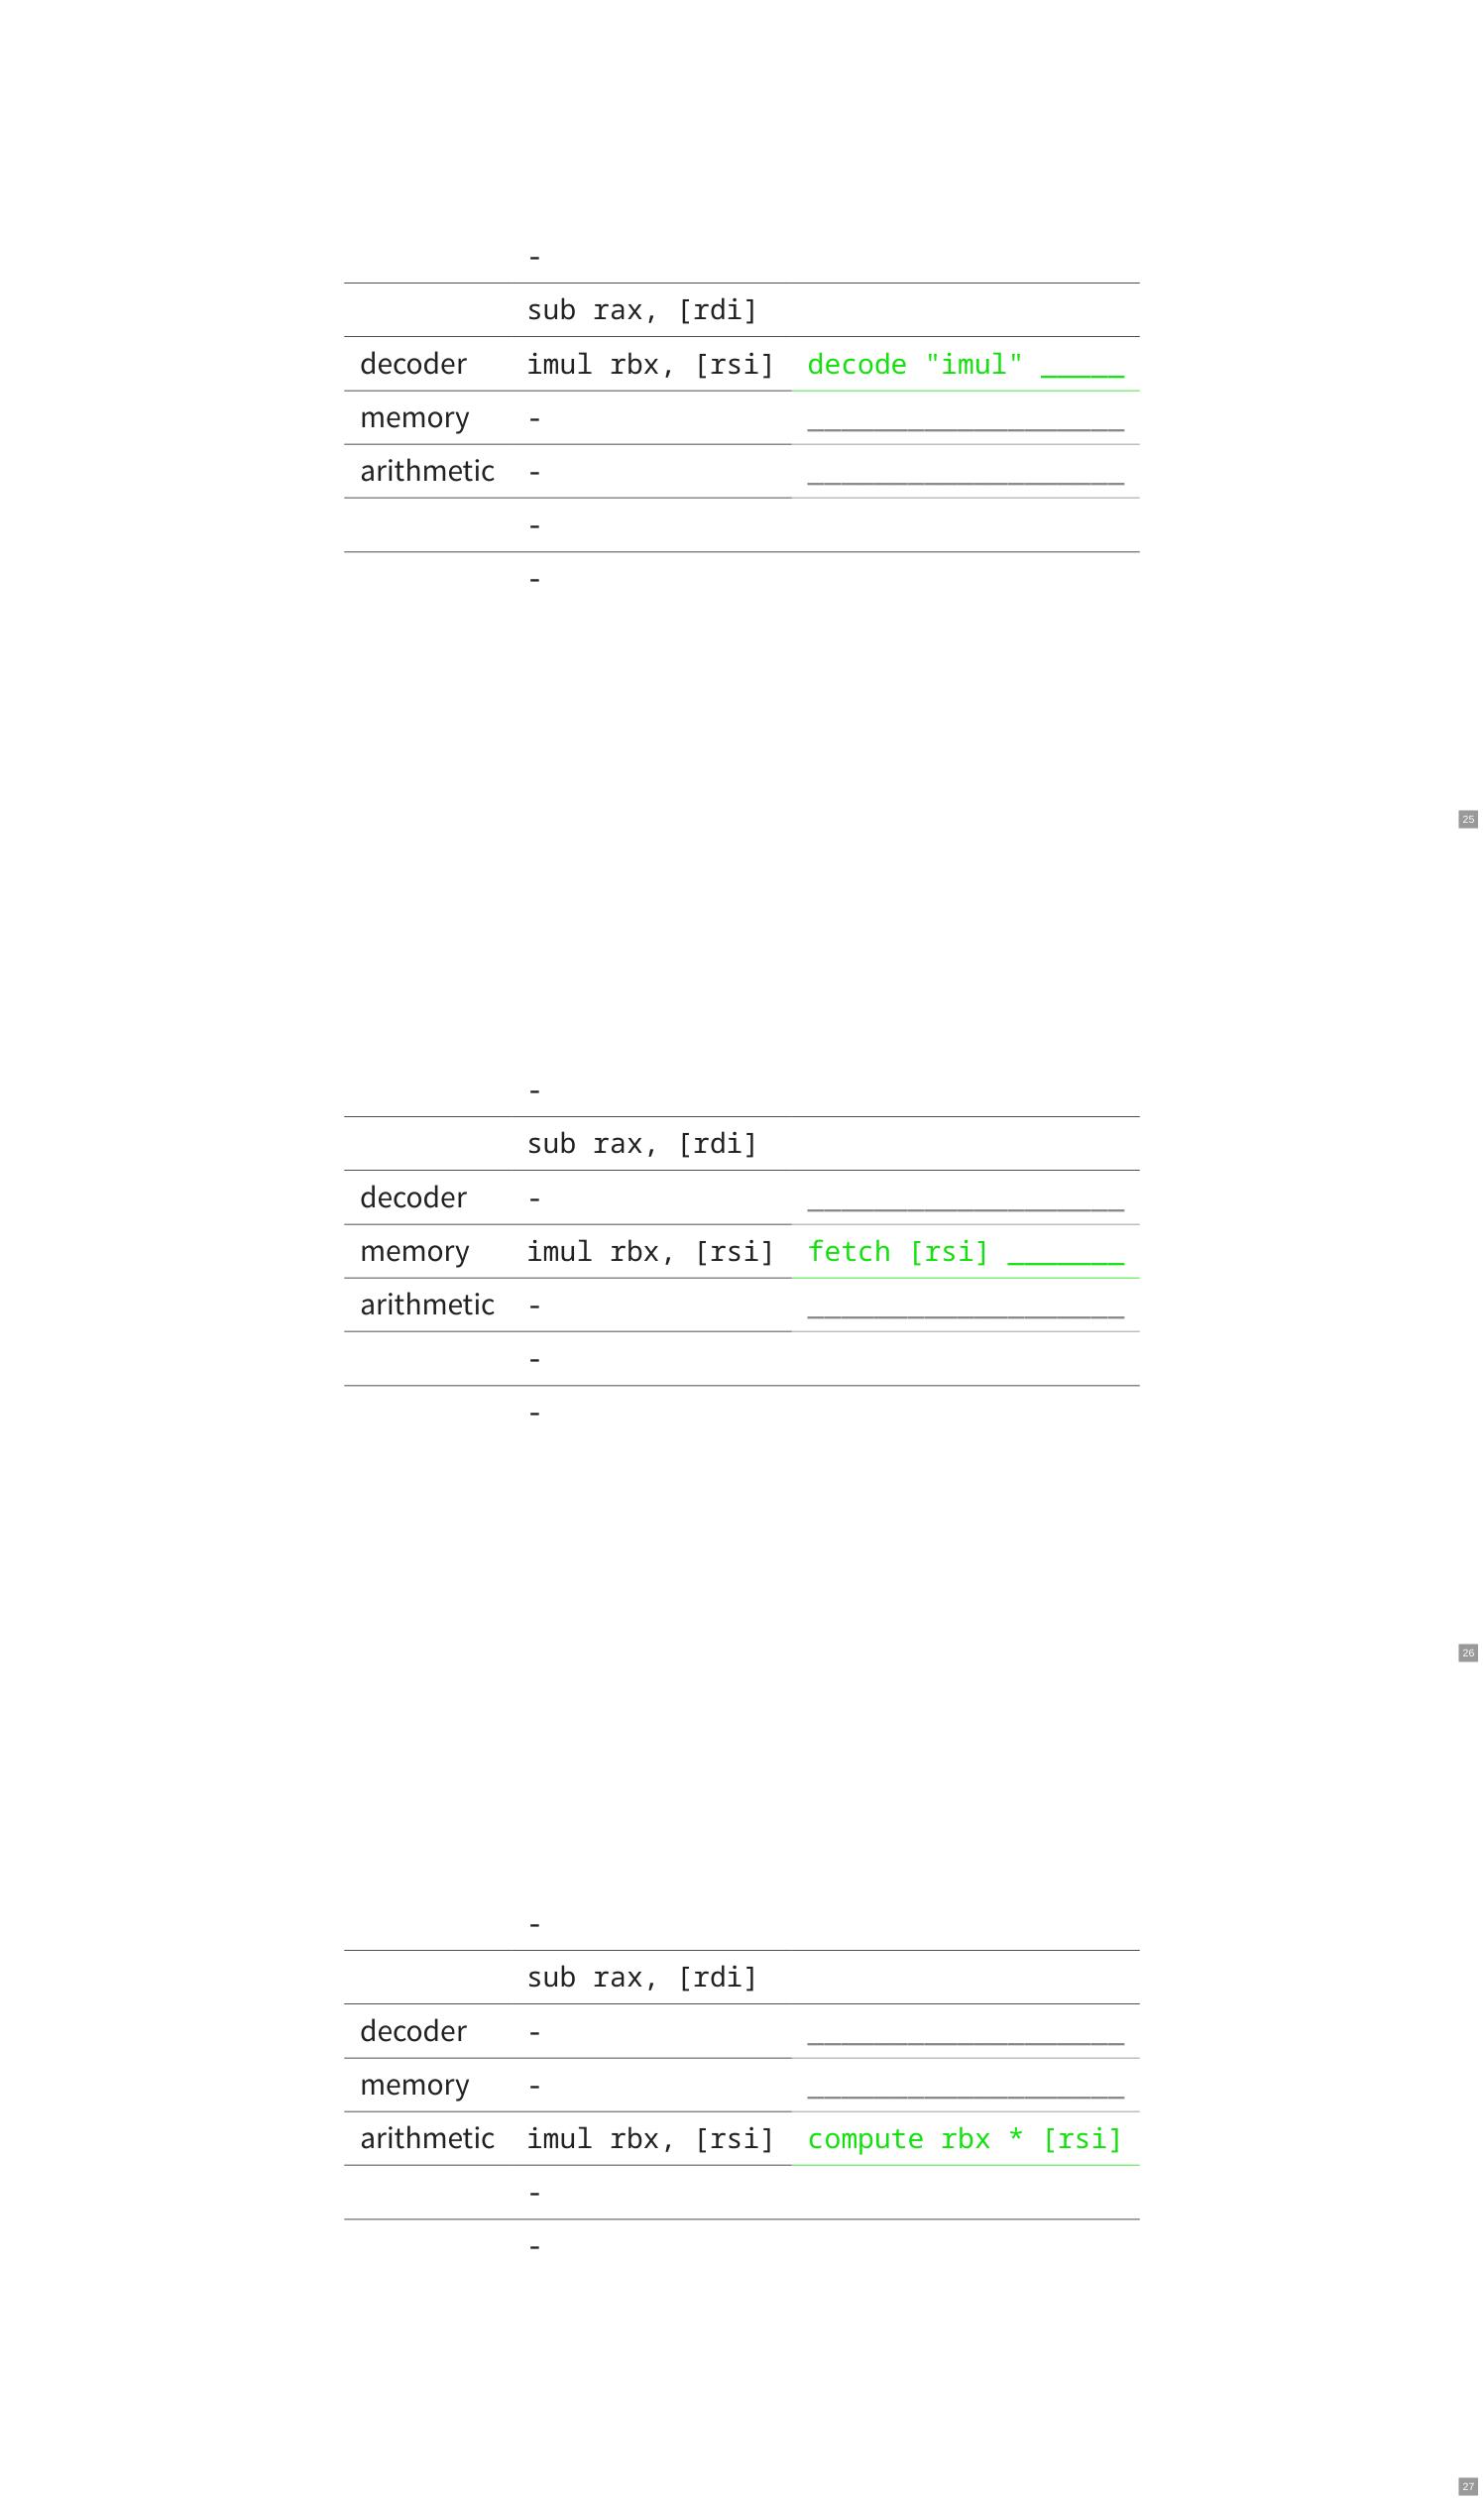 -
sub rax, [rdi]
decoder imul rbx, [rsi] decode "imul" _____
memory - ___________________
arithmetic - ___________________
-
-
25
-
sub rax, [rdi]
decoder - ___________________
memory imul rbx, [rsi] fetch [rsi] _______
arithmetic - ___________________
-
-
26
-
sub rax, [rdi]
decoder - ___________________
memory - ___________________
arithmetic imul rbx, [rsi] compute rbx * [rsi]
-
-
27